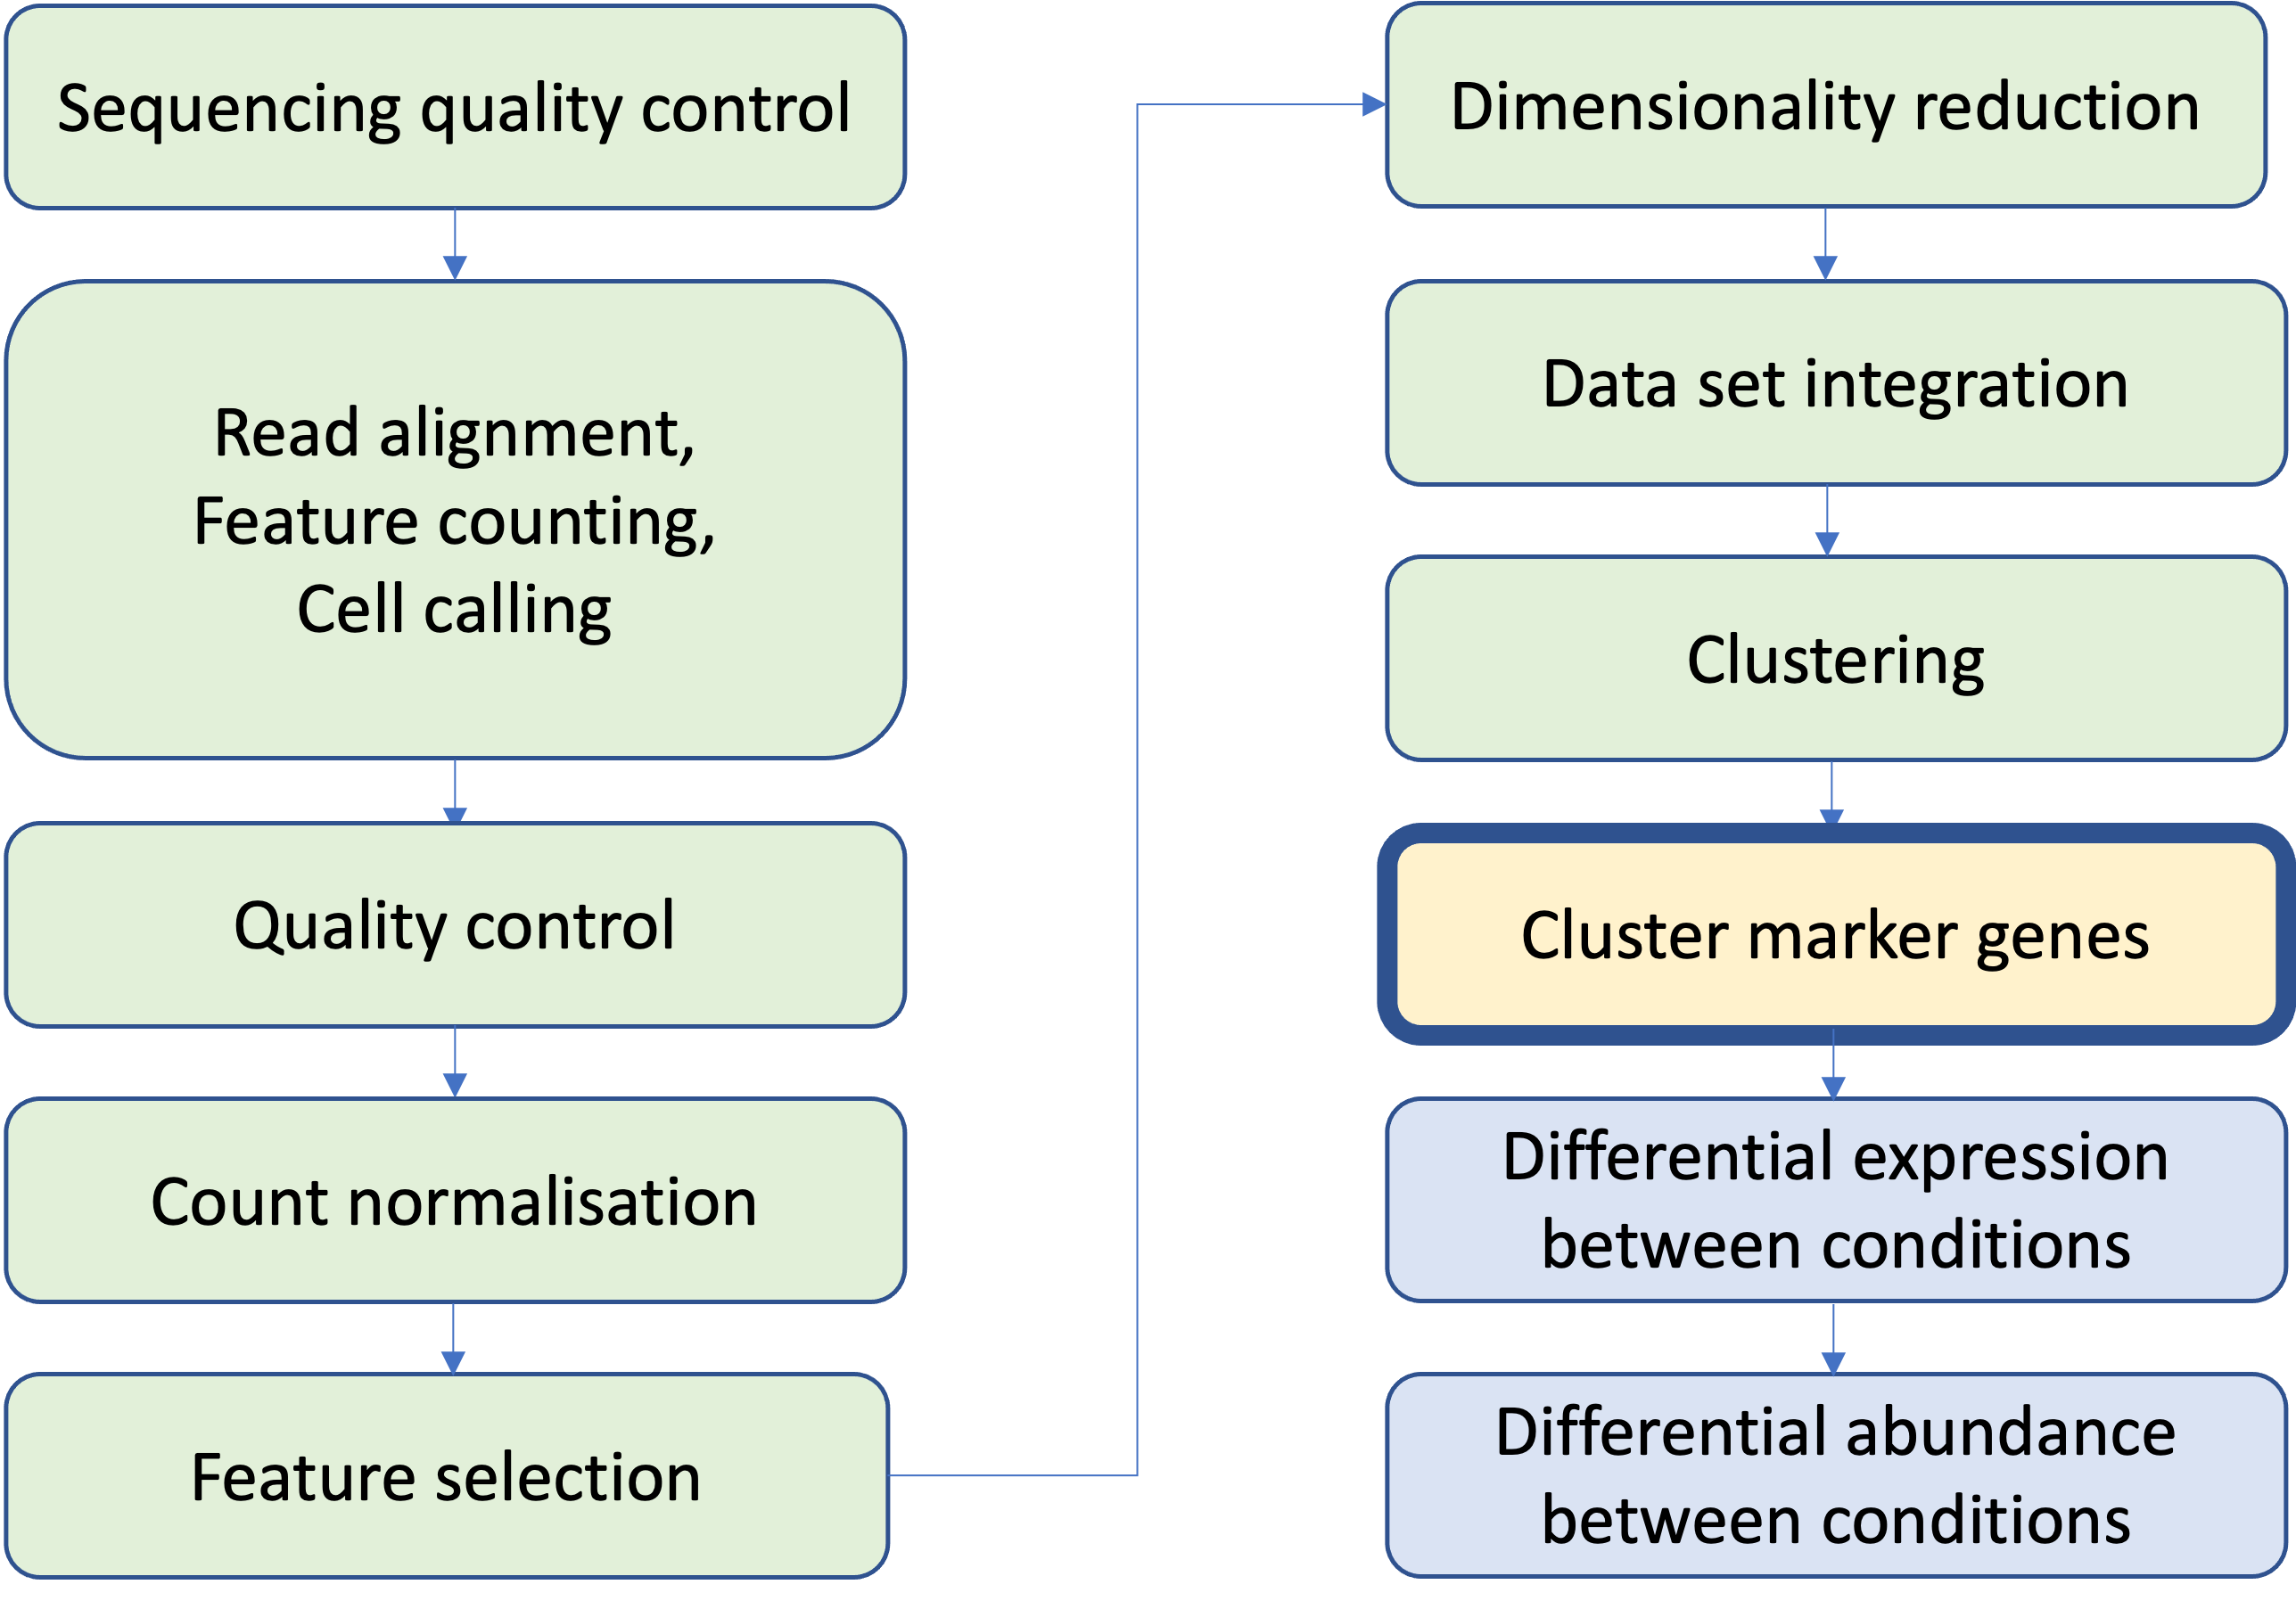 Sequencing quality control
Read alignment,
Feature counting,
Cell calling
Quality control
Count normalisation
Feature selection
Dimensionality reduction
Data set integration
Clustering
Cluster marker genes
Differential expression
between conditions
Differential abundance
between conditions